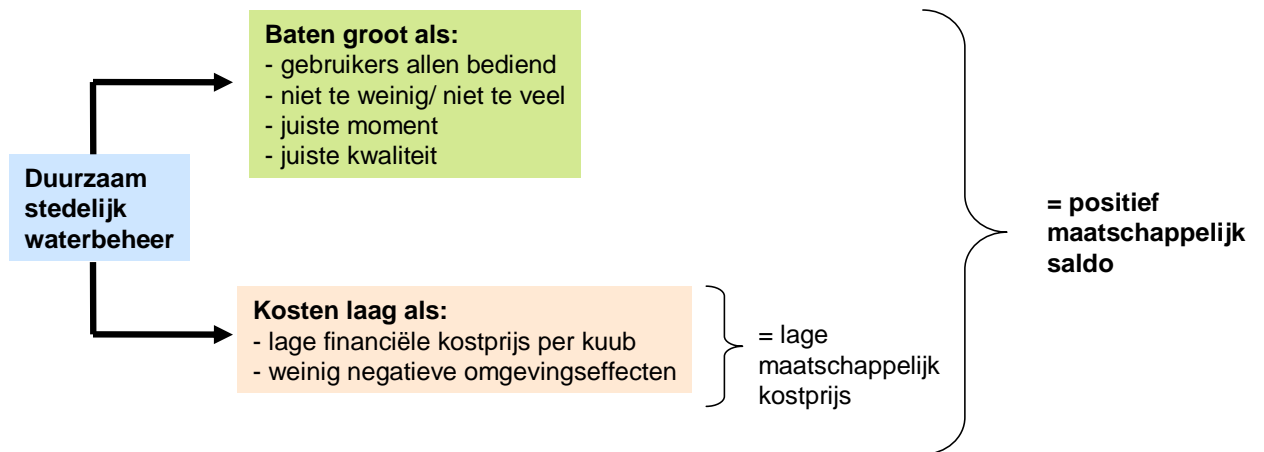 Baten groot als:
- gebruikers allen bediend
- niet te weinig/ niet te veel
- juiste moment
- juiste kwaliteit
Duurzaam
stedelijk
waterbeheer
= positief
maatschappelijk
saldo
Kosten laag als:
- lage financiële kostprijs per kuub
- weinig negatieve omgevingseffecten
= lage
maatschappelijk
kostprijs